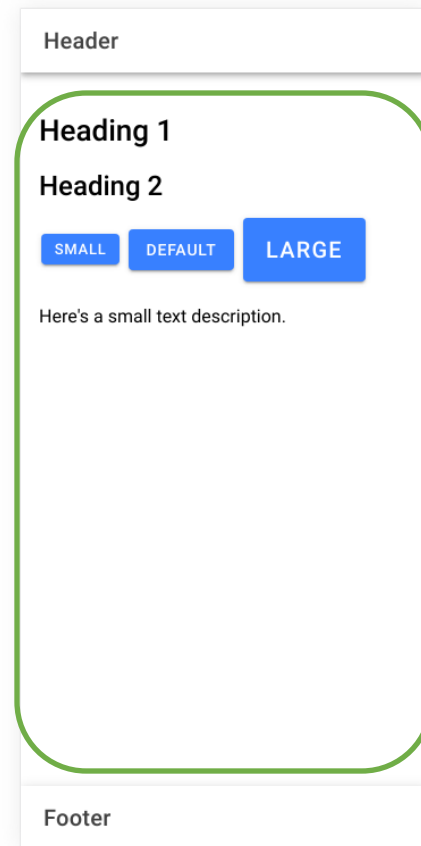 Header
Heading 1
Heading 2
SMALL DEFAULT LARGE
Here's a small text description.
Footer